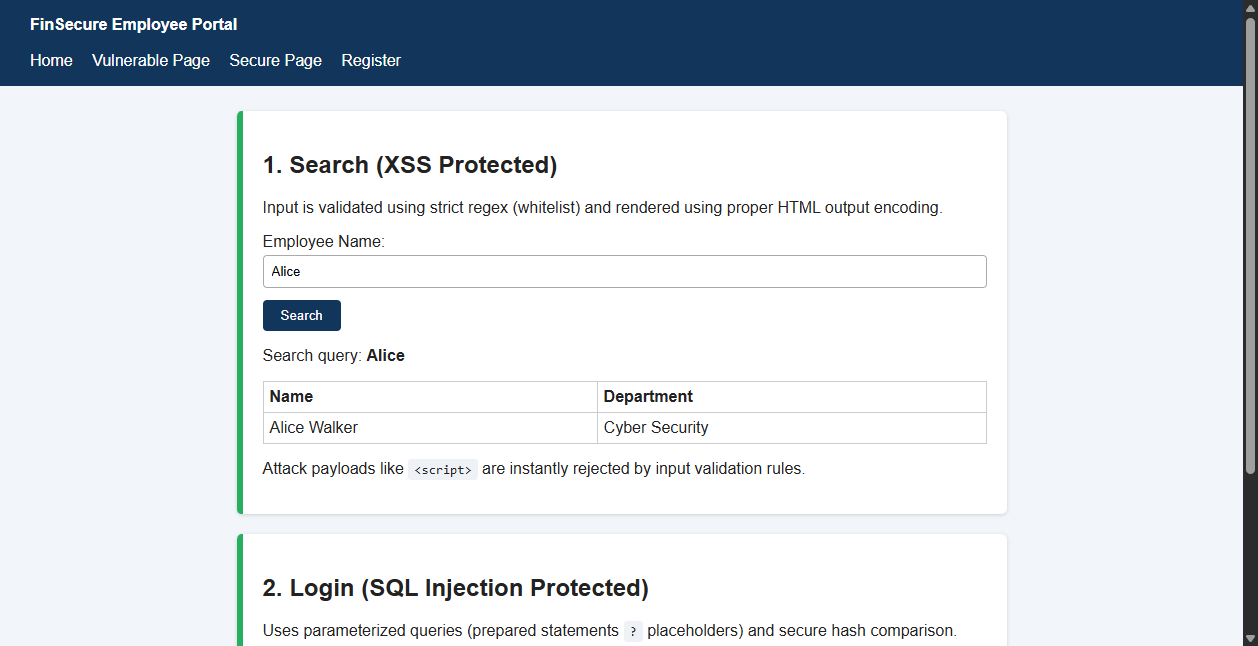 FinSecure Employee Portal
Home Vulnerable Page Secure Page Register
1. Search (XSS Protected)
Input is validated using strict regex (whitelist) and rendered using proper HTML output encoding.
Employee Name:
Alice
Search
Search query: Alice
Name Department
Alice Walker Cyber Security
Attack payloads like <script> are instantly rejected by input validation rules.
2. Login (SQL Injection Protected)
Uses parameterized queries (prepared statements ? placeholders) and secure hash comparison.